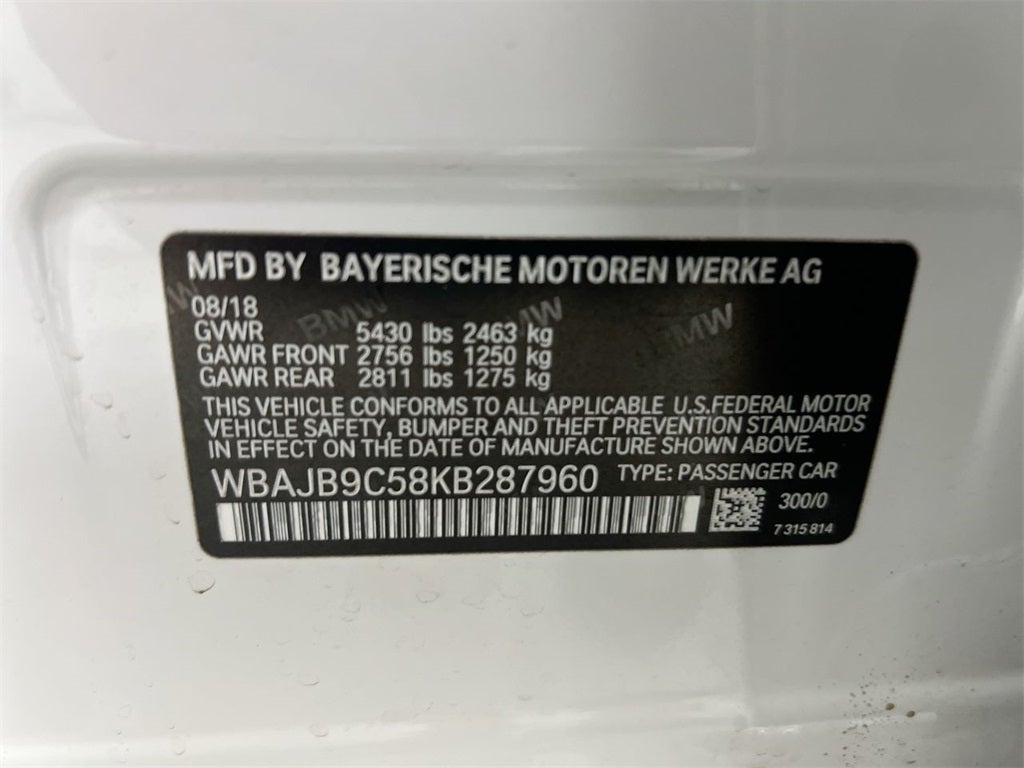 MFD BY BAYERISCHE MOTOREN WERKE AG
08/18
GVWR 5430 lbs 2463 kg
GAWR FRONT 2756 lbs 1250 kg
GAWR REAR 2811 lbs 1275 kg
THIS VEHICLE CONFORMS TO ALL APPLICABLE U.S.FEDERAL MOTOR
VEHICLE SAFETY, BUMPER AND THEFT PREVENTION STANDARDS
IN EFFECT ON THE DATE OF MANUFACTURE SHOWN ABOVE.
WBAJB9C58KB287960 TYPE: PASSENGER CAR
300/0
7 315 814
BMW
BMW
BMW